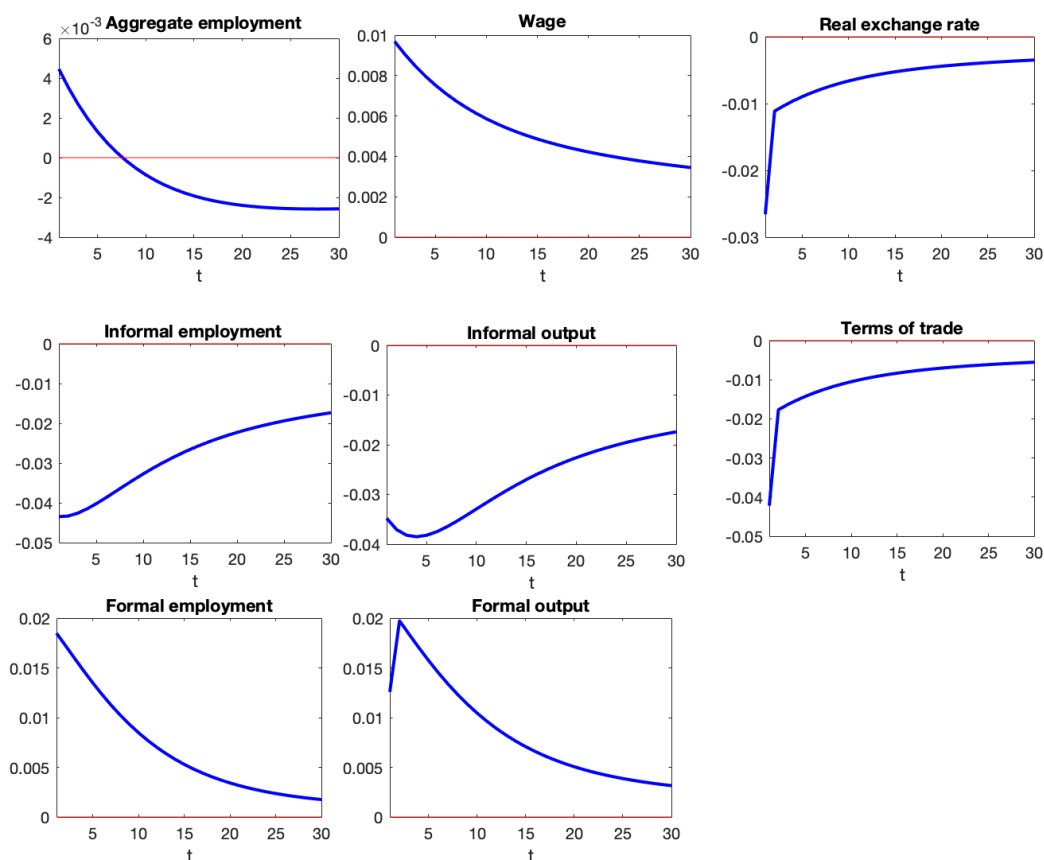 Aggregate employment
×10⁻³
6
4
2
0
-2
-4
5 10 15 20 25 30
t
Wage
0.01
0.008
0.006
0.004
0.002
0
5 10 15 20 25 30
t
Real exchange rate
0
-0.01
-0.02
-0.03
5 10 15 20 25 30
t
Informal employment
0
-0.01
-0.02
-0.03
-0.04
-0.05
5 10 15 20 25 30
t
Informal output
0
-0.01
-0.02
-0.03
-0.04
5 10 15 20 25 30
t
Terms of trade
0
-0.01
-0.02
-0.03
-0.04
-0.05
5 10 15 20 25 30
t
Formal employment
0.02
0.015
0.01
0.005
0
5 10 15 20 25 30
t
Formal output
0.02
0.015
0.01
0.005
0
5 10 15 20 25 30
t